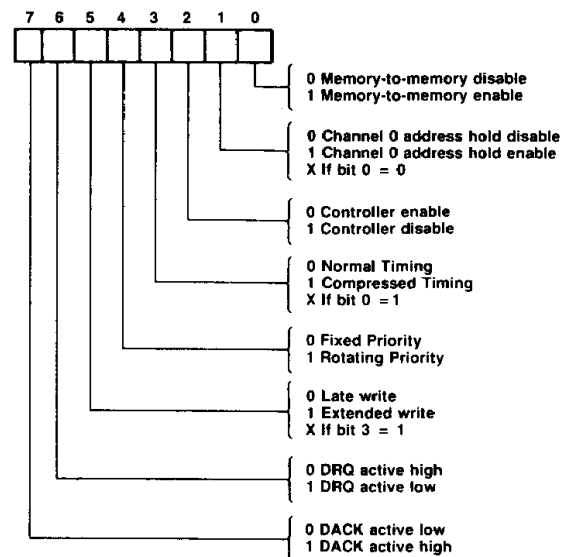 7 6 5 4 3 2 1 0
0 Memory-to-memory disable
1 Memory-to-memory enable
0 Channel 0 address hold disable
1 Channel 0 address hold enable
X If bit 0 = 0
0 Controller enable
1 Controller disable
0 Normal Timing
1 Compressed Timing
X If bit 0 = 1
0 Fixed Priority
1 Rotating Priority
0 Late write
1 Extended write
X If bit 3 = 1
0 DRQ active high
1 DRQ active low
0 DACK active low
1 DACK active high